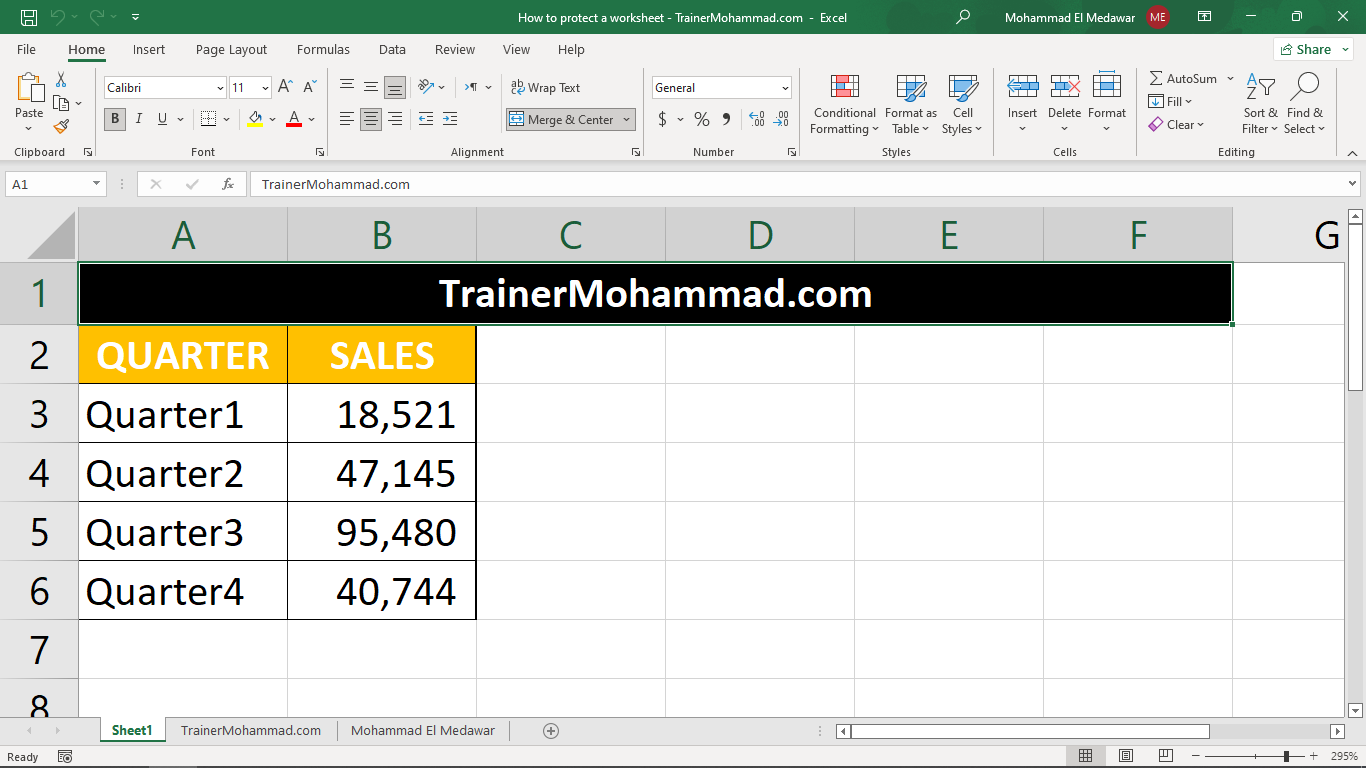 How to protect a worksheet - TrainerMohammad.com - Excel
Mohammad El Medawar ME
File Home Insert Page Layout Formulas Data Review View Help Share
Paste
Calibri 11 A A
B I U A
ab Wrap Text
Merge & Center
General
$ % 9 .00 .00
Conditional Formatting
Format as Table
Cell Styles
Insert Delete Format
AutoSum
Fill
Clear
Sort & Filter
Find & Select
Clipboard Font Alignment Number Styles Cells Editing
A1 fx TrainerMohammad.com
A B C D E F G
1 TrainerMohammad.com
2 QUARTER SALES
3 Quarter1 18,521
4 Quarter2 47,145
5 Quarter3 95,480
6 Quarter4 40,744
7
8
Sheet1 TrainerMohammad.com Mohammad El Medawar
Ready 295%